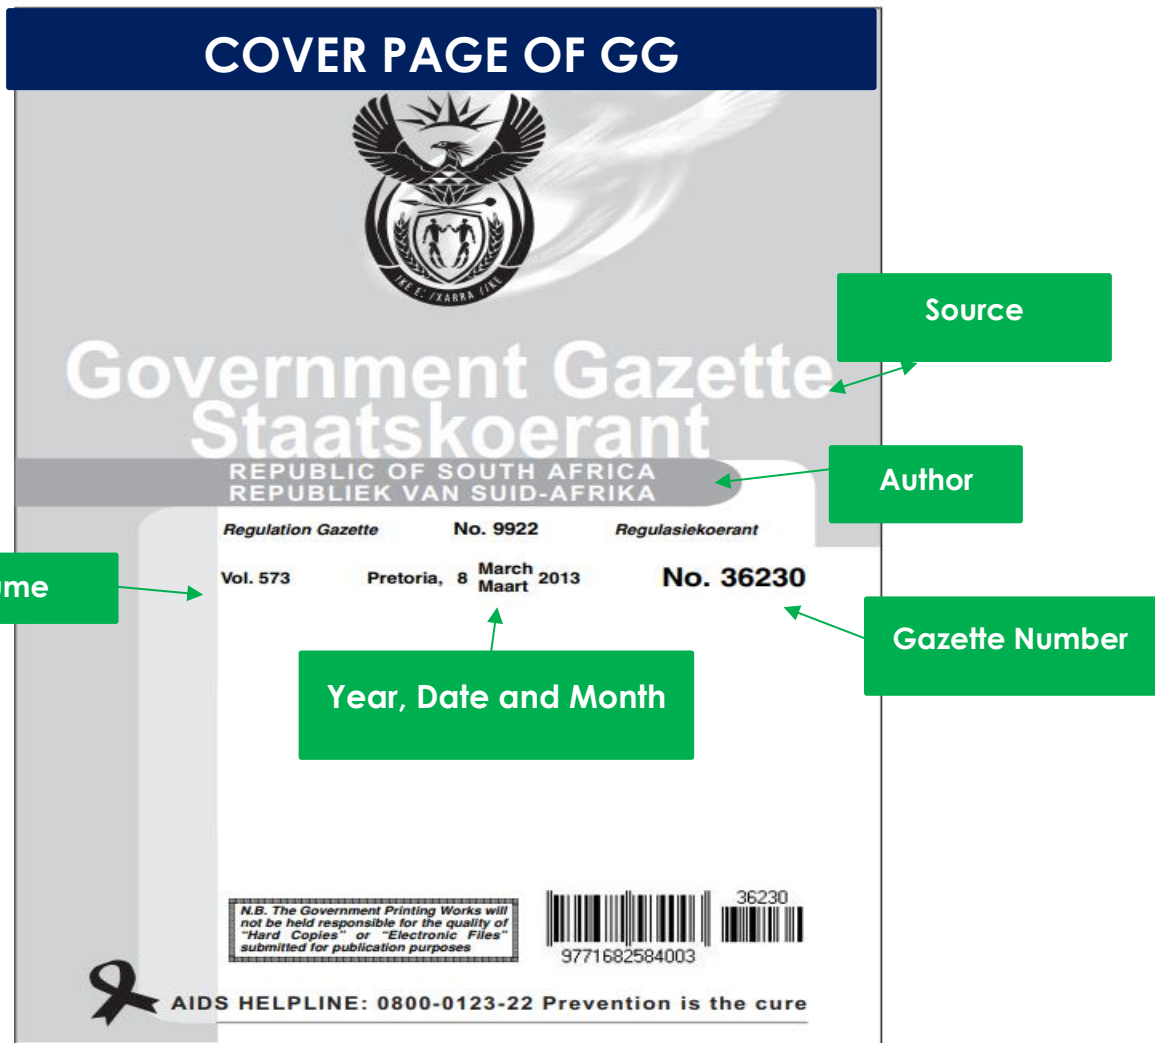 COVER PAGE OF GG
!KE E: /XARRA //KE
Source
Government Gazette
Staatskoerant
REPUBLIC OF SOUTH AFRICA
REPUBLIEK VAN SUID-AFRIKA
Author
Regulation Gazette No. 9922 Regulasiekoerant
Vol. 573 Pretoria, 8 March Maart 2013 No. 36230
ume
Gazette Number
Year, Date and Month
N.B. The Government Printing Works will
not be held responsible for the quality of
“Hard Copies” or “Electronic Files”
submitted for publication purposes
36230
9771682584003
AIDS HELPLINE: 0800-0123-22 Prevention is the cure